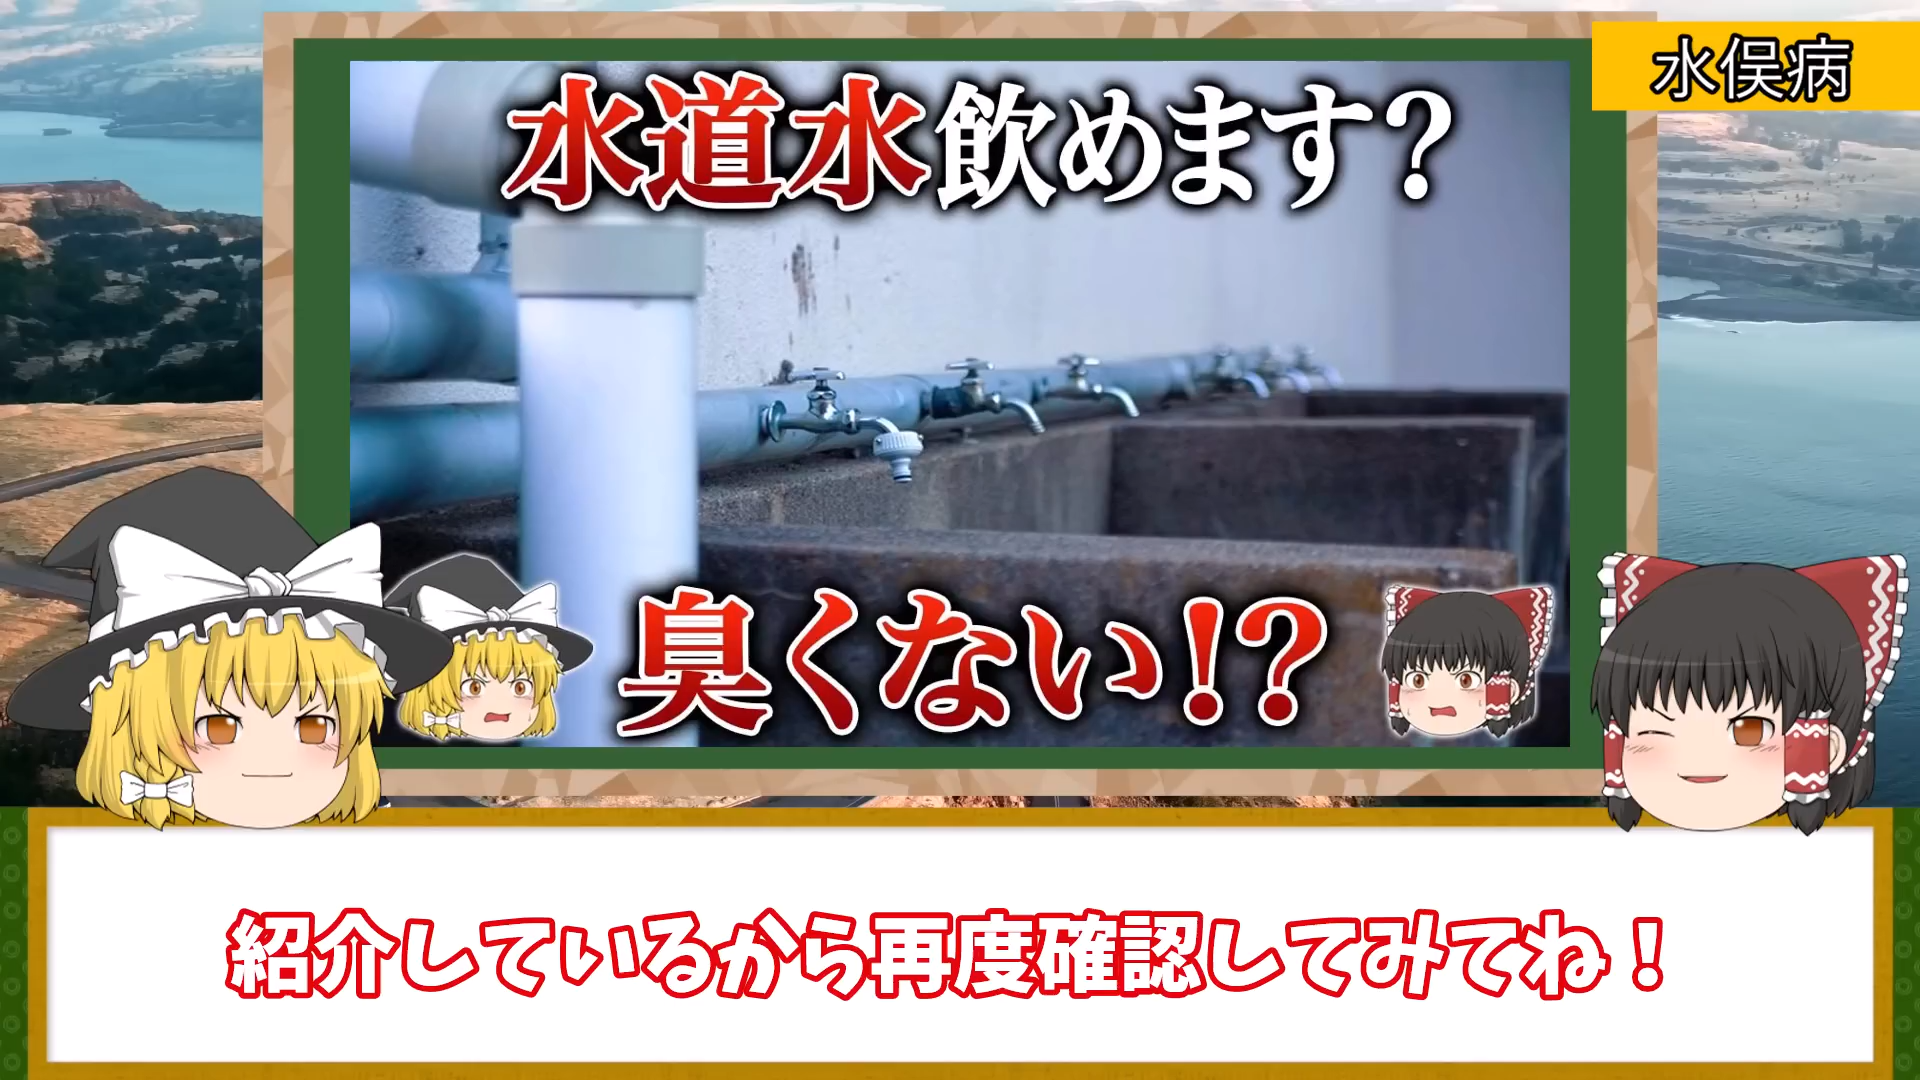 水俣病
水道水飲めます？
臭くない！？
紹介しているから再度確認してみてね！